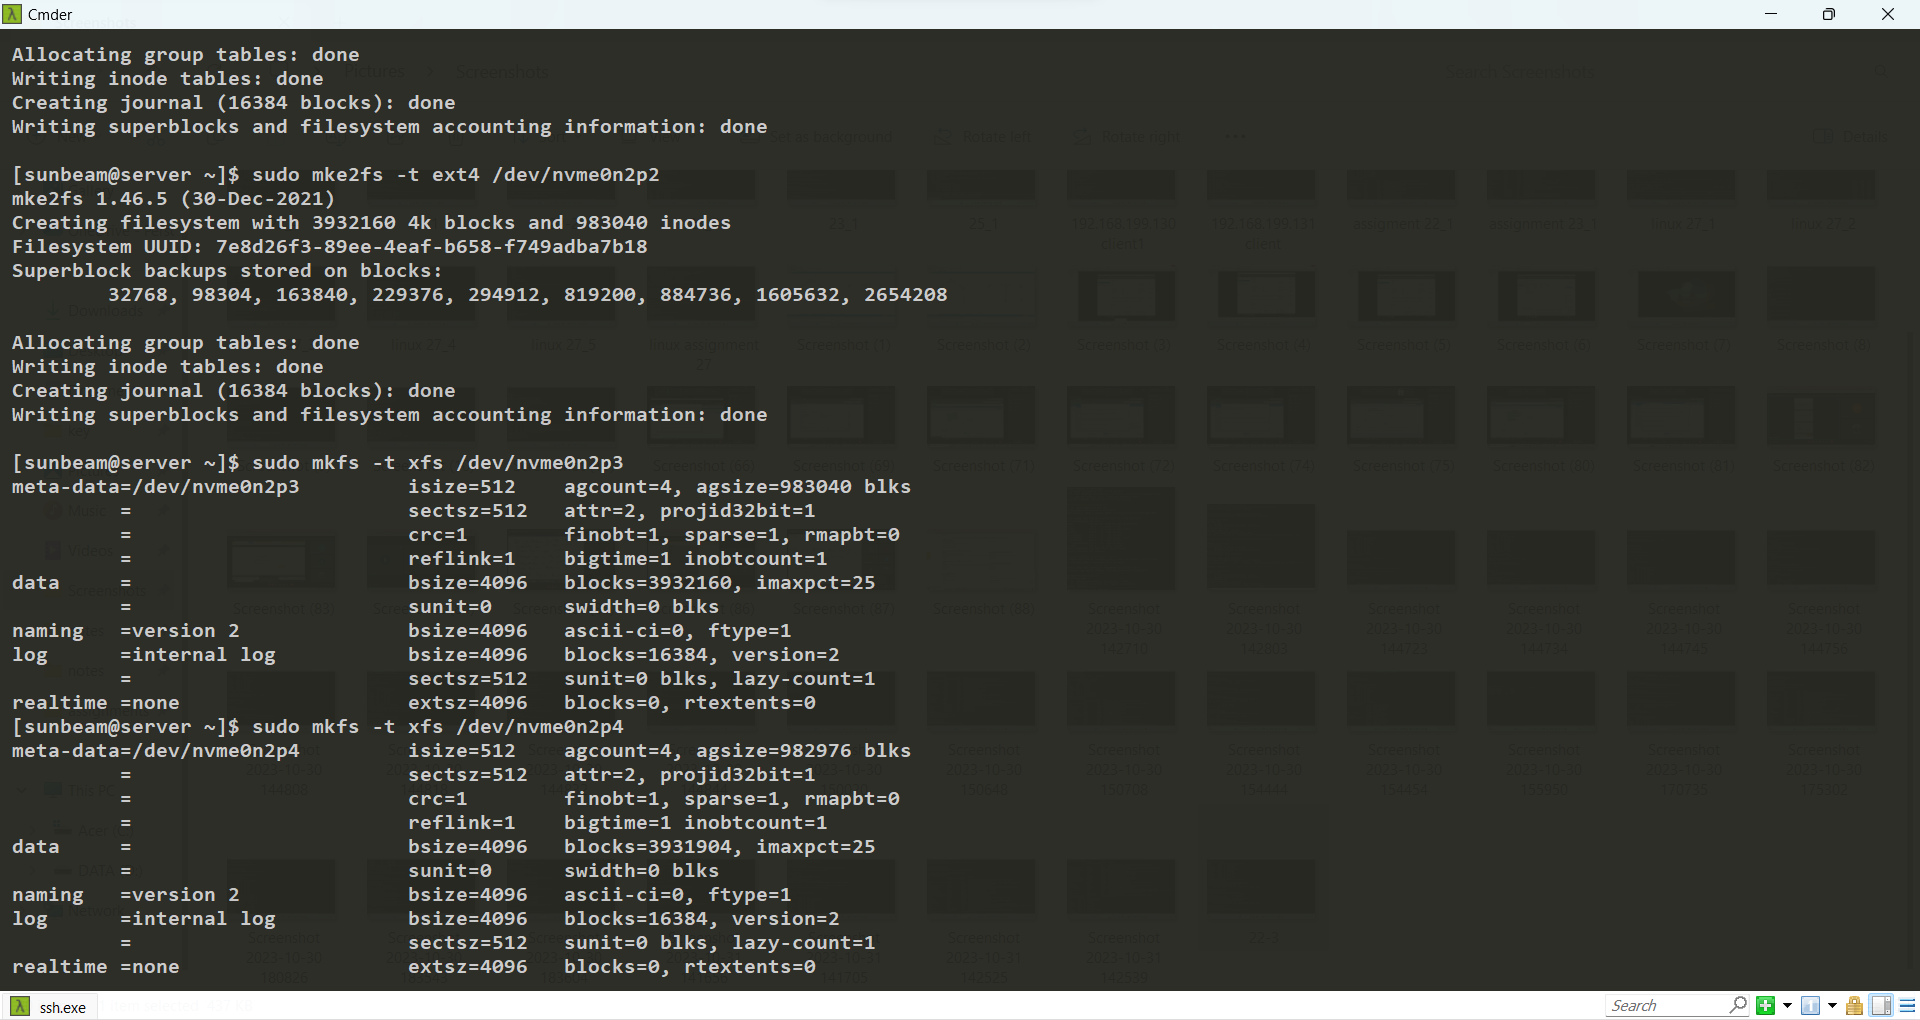 Cmder
Allocating group tables: done
Writing inode tables: done
Creating journal (16384 blocks): done
Writing superblocks and filesystem accounting information: done
[sunbeam@server ~]$ sudo mke2fs -t ext4 /dev/nvme0n2p2
mke2fs 1.46.5 (30-Dec-2021)
Creating filesystem with 3932160 4k blocks and 983040 inodes
Filesystem UUID: 7e8d26f3-89ee-4eaf-b658-f749adba7b18
Superblock backups stored on blocks:
32768, 98304, 163840, 229376, 294912, 819200, 884736, 1605632, 2654208
Allocating group tables: done
Writing inode tables: done
Creating journal (16384 blocks): done
Writing superblocks and filesystem accounting information: done
[sunbeam@server ~]$ sudo mkfs -t xfs /dev/nvme0n2p3
meta-data=/dev/nvme0n2p3 isize=512 agcount=4, agsize=983040 blks
= sectsz=512 attr=2, projid32bit=1
= crc=1 finobt=1, sparse=1, rmapbt=0
= reflink=1 bigtime=1 inobtcount=1
data = bsize=4096 blocks=3932160, imaxpct=25
= sunit=0 swidth=0 blks
naming =version 2 bsize=4096 ascii-ci=0, ftype=1
log =internal log bsize=4096 blocks=16384, version=2
= sectsz=512 sunit=0 blks, lazy-count=1
realtime =none extsz=4096 blocks=0, rtextents=0
[sunbeam@server ~]$ sudo mkfs -t xfs /dev/nvme0n2p4
meta-data=/dev/nvme0n2p4 isize=512 agcount=4, agsize=982976 blks
= sectsz=512 attr=2, projid32bit=1
= crc=1 finobt=1, sparse=1, rmapbt=0
= reflink=1 bigtime=1 inobtcount=1
data = bsize=4096 blocks=3931904, imaxpct=25
= sunit=0 swidth=0 blks
naming =version 2 bsize=4096 ascii-ci=0, ftype=1
log =internal log bsize=4096 blocks=16384, version=2
= sectsz=512 sunit=0 blks, lazy-count=1
realtime =none extsz=4096 blocks=0, rtextents=0
ssh.exe
Search